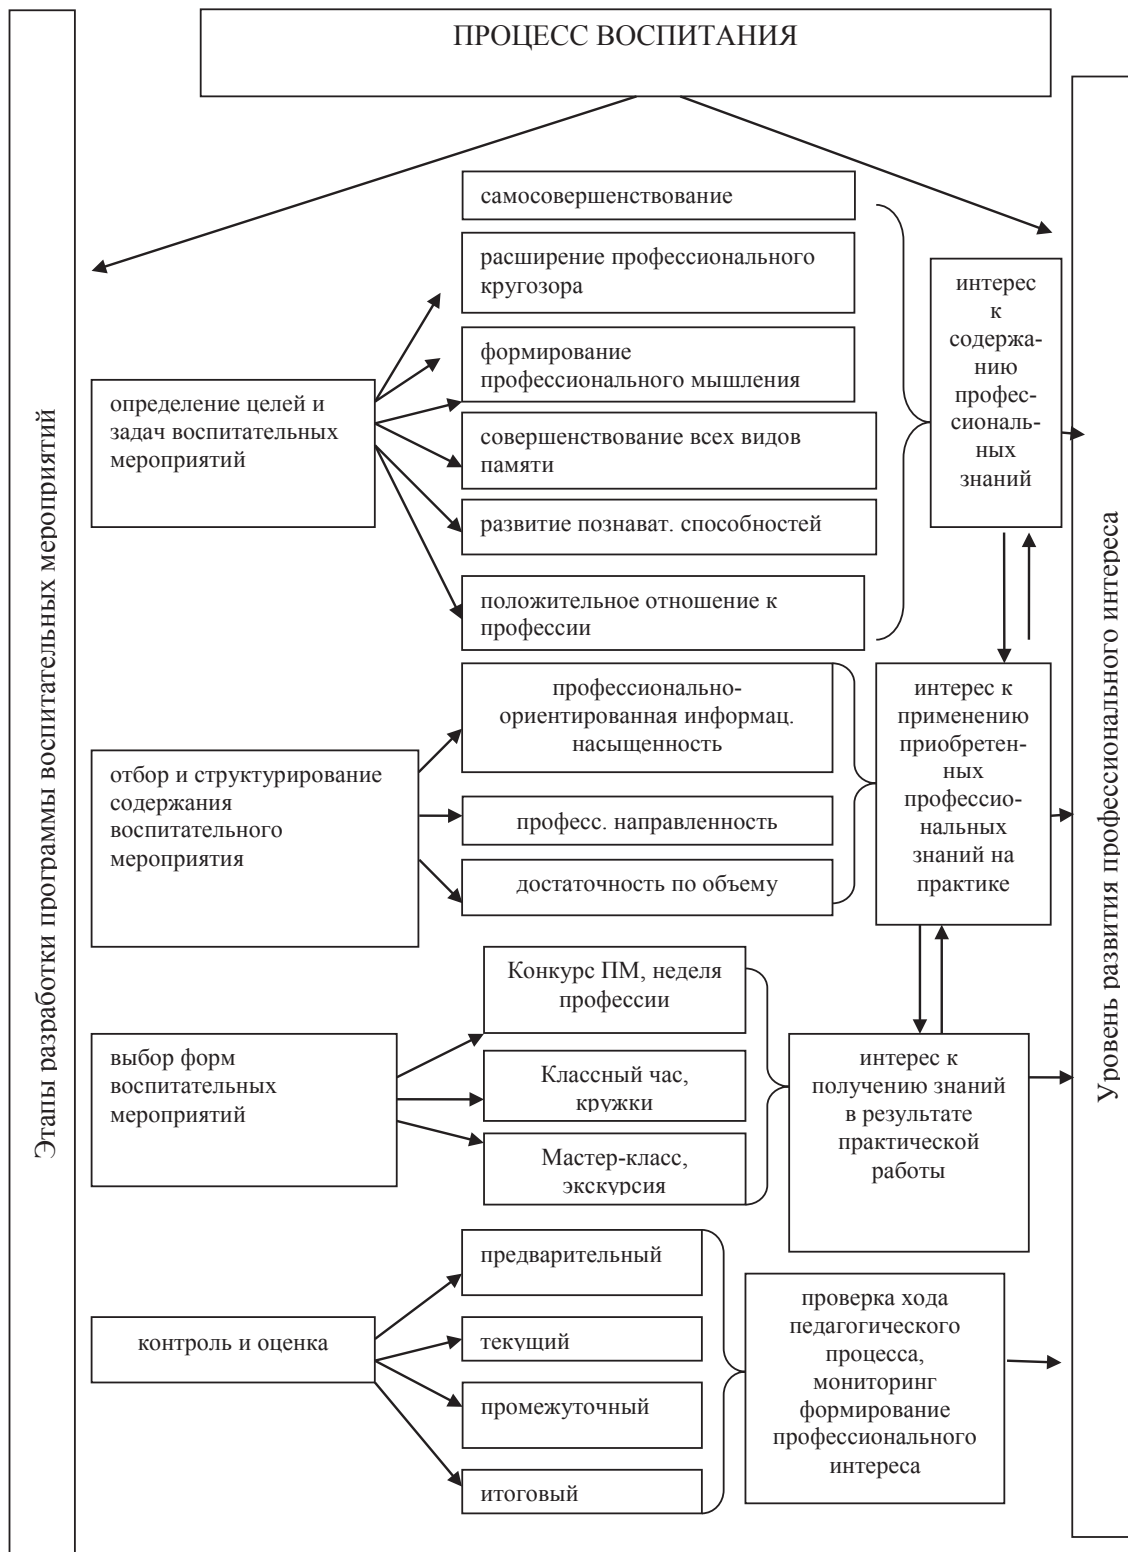 ПРОЦЕСС ВОСПИТАНИЯ
Этапы разработки программы воспитательных мероприятий
определение целей и
задач воспитательных
мероприятий
самосовершенствование
расширение профессионального
кругозора
формирование
профессионального мышления
совершенствование всех видов
памяти
развитие познават. способностей
положительное отношение к
профессии
интерес
к
содержа-
нию
профес-
сиональ-
ных
знаний
отбор и структурирование
содержания
воспитательного
мероприятия
профессионально-
ориентированная информац.
насыщенность
професс. направленность
достаточность по объему
интерес к
применению
приобретен-
ных
профессио-
нальных
знаний на
практике
выбор форм
воспитательных
мероприятий
Конкурс ПМ, неделя
профессии
Классный час,
кружки
Мастер-класс,
экскурсия
интерес к
получению знаний
в результате
практической
работы
контроль и оценка
предварительный
текущий
промежуточный
итоговый
проверка хода
педагогического
процесса,
мониторинг
формирование
профессионального
интереса
Уровень развития профессионального интереса